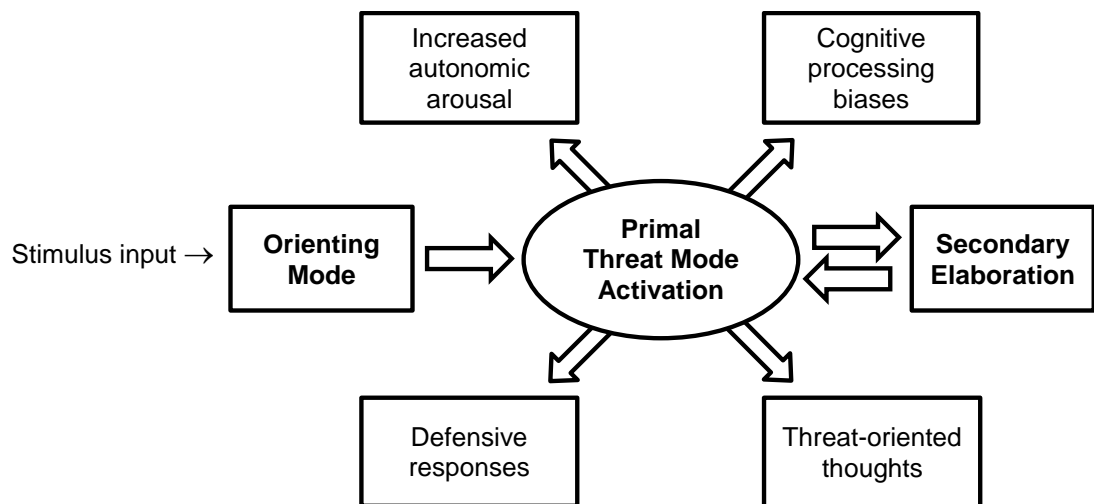 Increased
autonomic
arousal
Cognitive
processing
biases
Stimulus input →
Orienting
Mode
Primal
Threat Mode
Activation
Secondary
Elaboration
Defensive
responses
Threat-oriented
thoughts